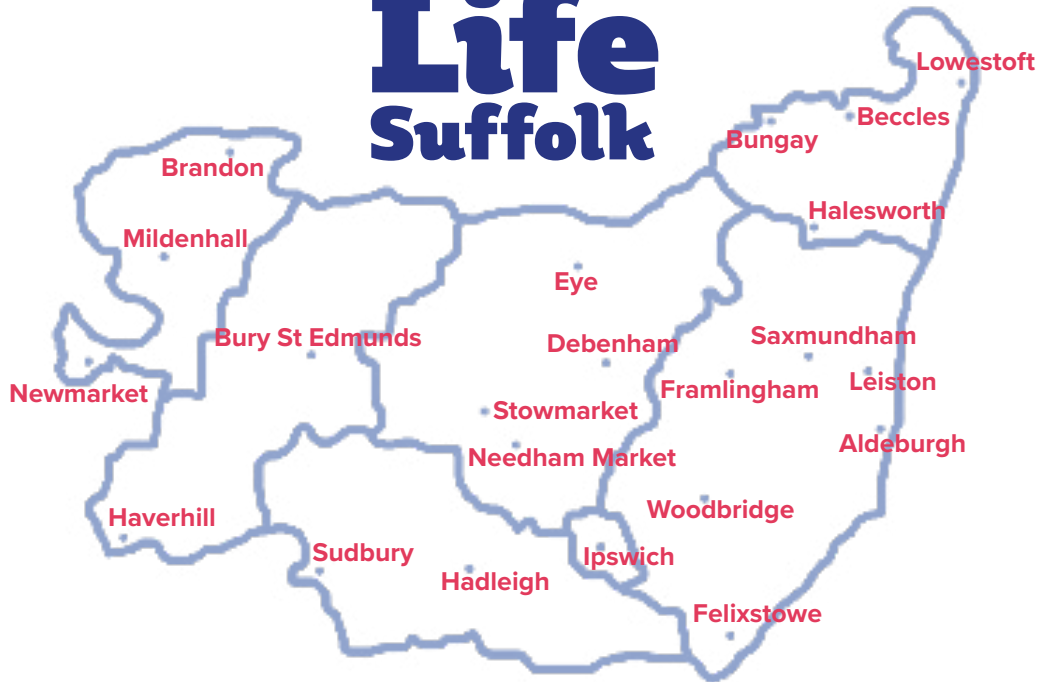 Life
Suffolk
Lowestoft
Beccles
Bungay
Brandon
Halesworth
Mildenhall
Eye
Bury St Edmunds
Debenham
Saxmundham
Newmarket
Framlingham
Leiston
Stowmarket
Aldeburgh
Needham Market
Haverhill
Woodbridge
Sudbury
Ipswich
Hadleigh
Felixstowe